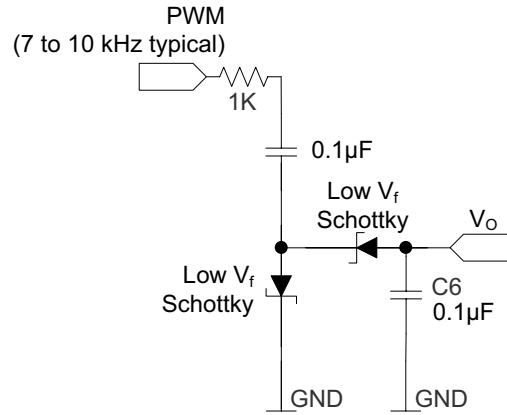 PWM
(7 to 10 kHz typical)
1K
0.1µF
Low Vf
Schottky
VO
Low Vf
Schottky
C6
0.1µF
GND
GND